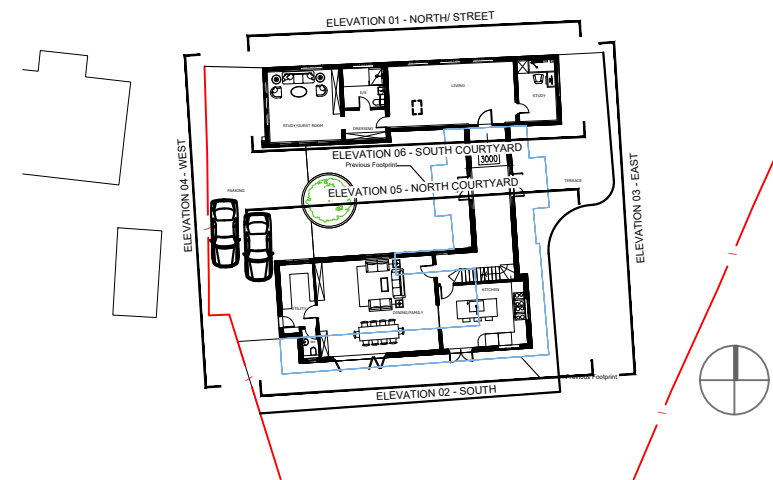 ELEVATION 01 - NORTH/ STREET
LIVING
E/S
STUDY
STUDY/GUEST ROOM
DRESSING
ELEVATION 06 - SOUTH COURTYARD
3000
Previous Footprint
ELEVATION 04 - WEST
ELEVATION 03 - EAST
PARKING
ELEVATION 05 - NORTH COURTYARD
TERRACE
KITCHEN
UTILITY
DINING/FAMILY
Previous Footprint
ELEVATION 02 - SOUTH